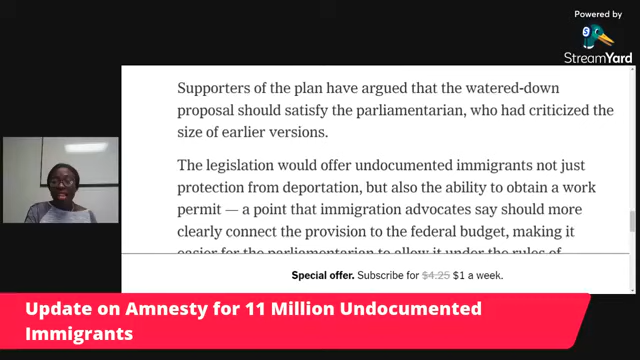 Powered by
StreamYard
Supporters of the plan have argued that the watered-down
proposal should satisfy the parliamentarian, who had criticized the
size of earlier versions.
The legislation would offer undocumented immigrants not just
protection from deportation, but also the ability to obtain a work
permit — a point that immigration advocates say should more
clearly connect the provision to the federal budget, making it
easier for the parliamentarian to allow it under the rules of
Special offer. Subscribe for $4.25 $1 a week.
Update on Amnesty for 11 Million Undocumented
Immigrants